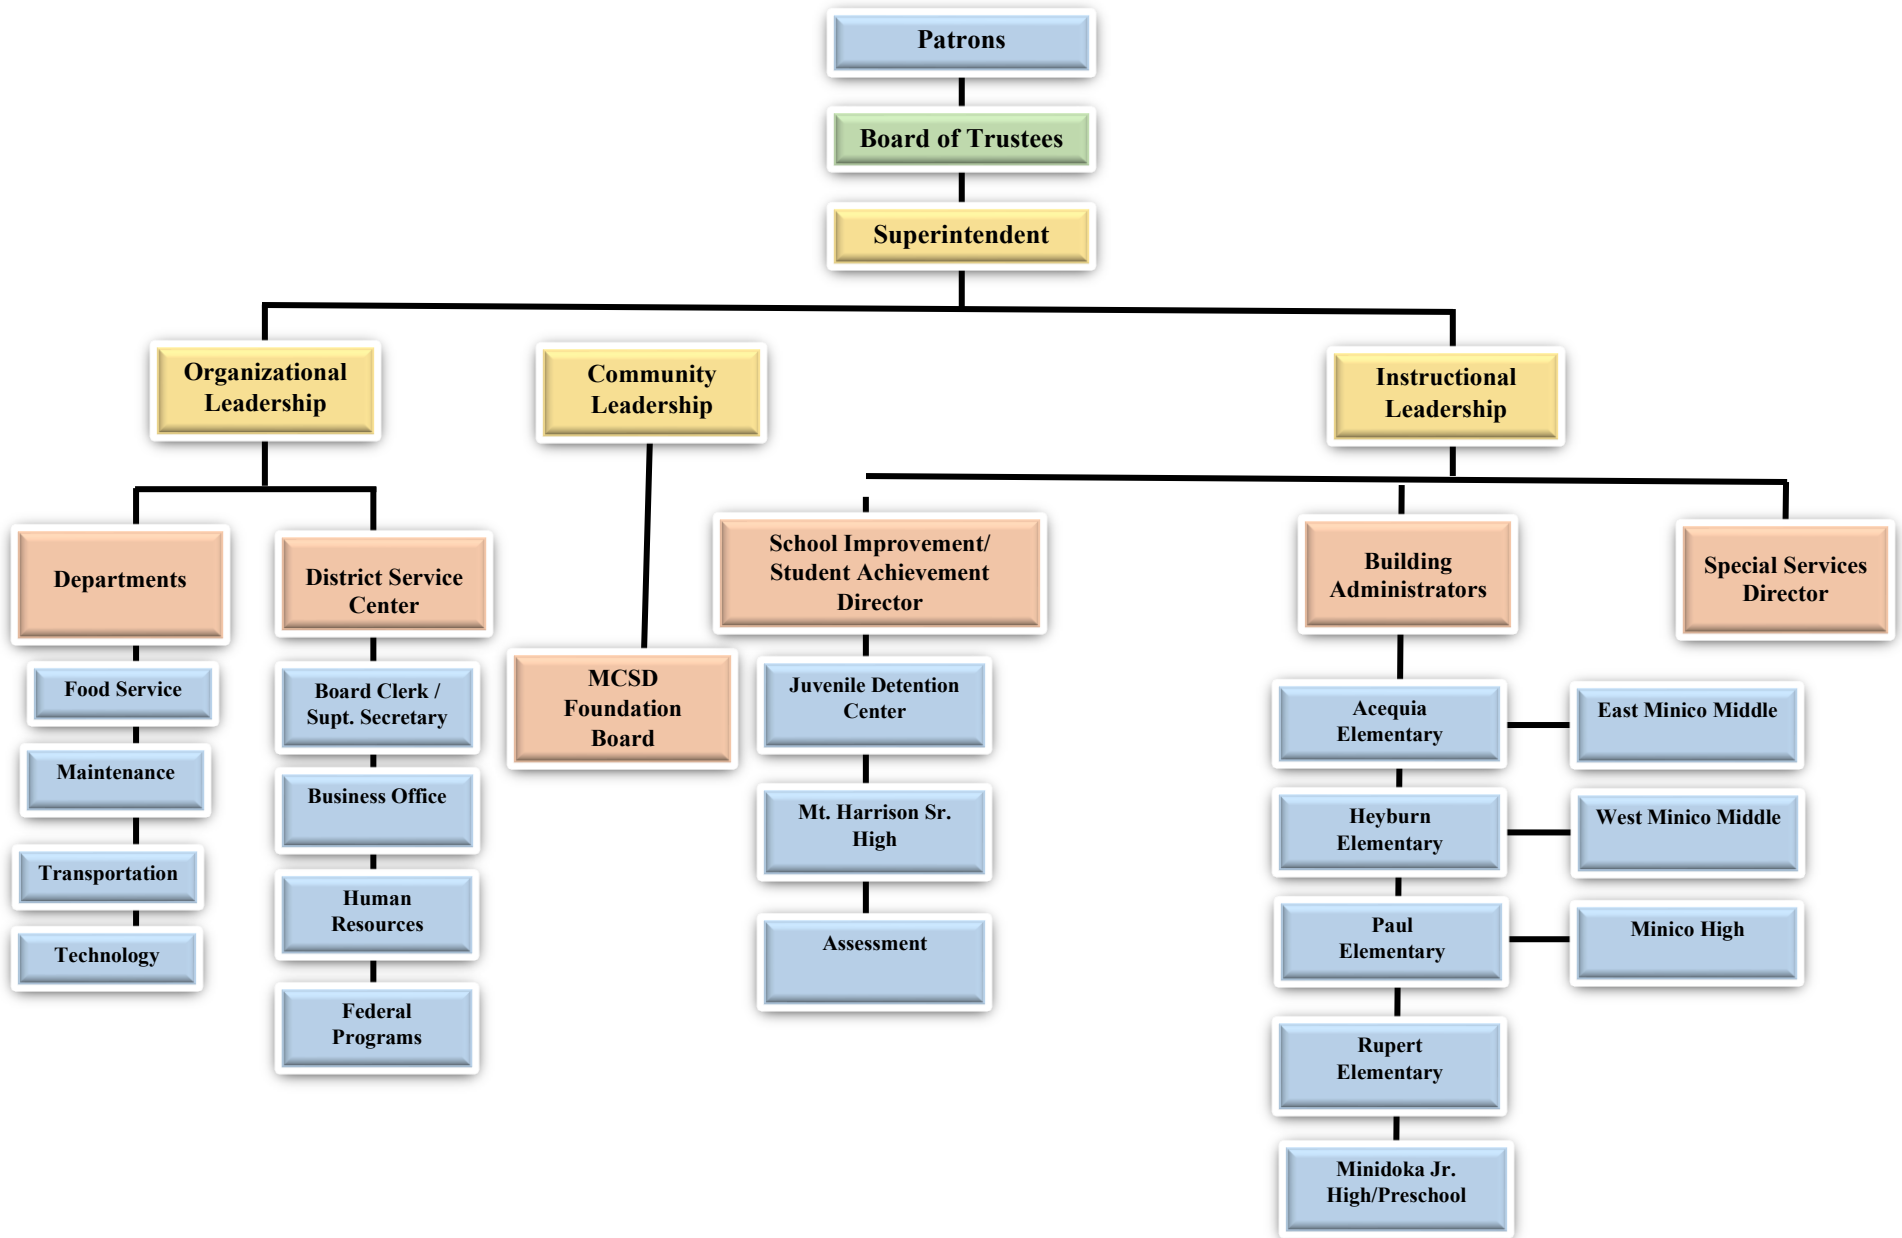 Patrons
Board of Trustees
Superintendent
Organizational
Leadership
Community
Leadership
Instructional
Leadership
Departments
District Service
Center
MCSD
Foundation
Board
School Improvement/
Student Achievement
Director
Building
Administrators
Special Services
Director
Food Service
Maintenance
Transportation
Technology
Board Clerk /
Supt. Secretary
Business Office
Human
Resources
Federal
Programs
Juvenile Detention
Center
Mt. Harrison Sr.
High
Assessment
Acequia
Elementary
East Minico Middle
Heyburn
Elementary
West Minico Middle
Paul
Elementary
Minico High
Rupert
Elementary
Minidoka Jr.
High/Preschool